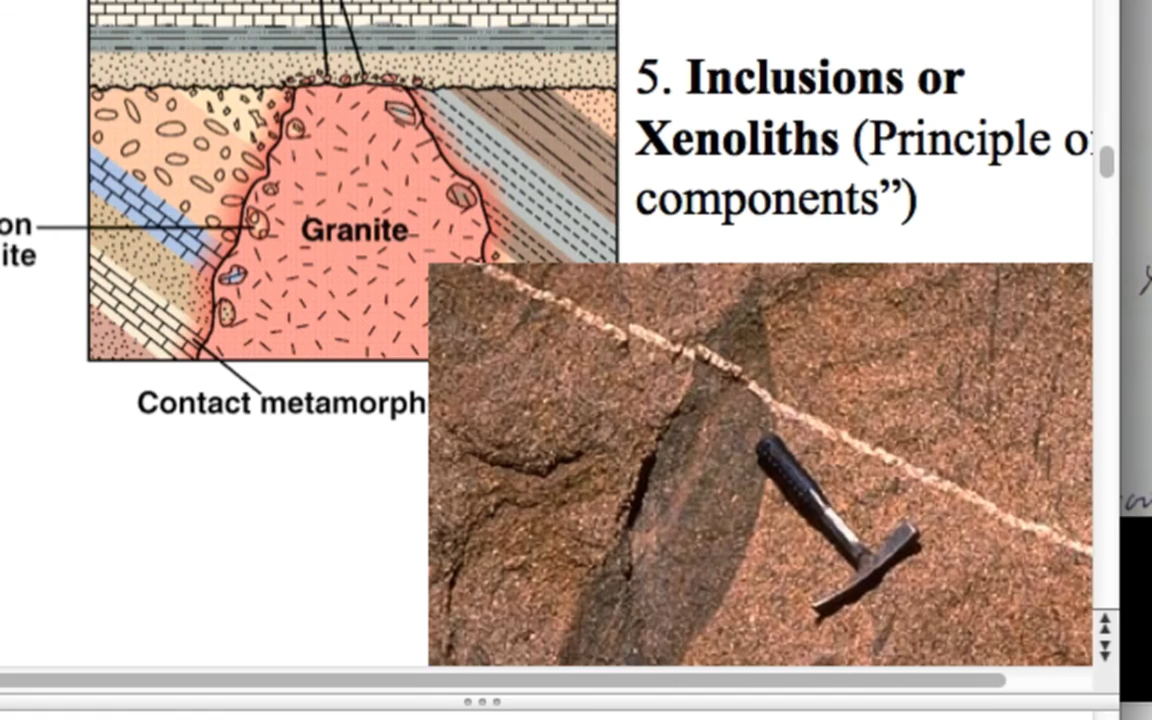 5. Inclusions or
Xenoliths (Principle
components”)
on
ite
Granite
Contact metamorph